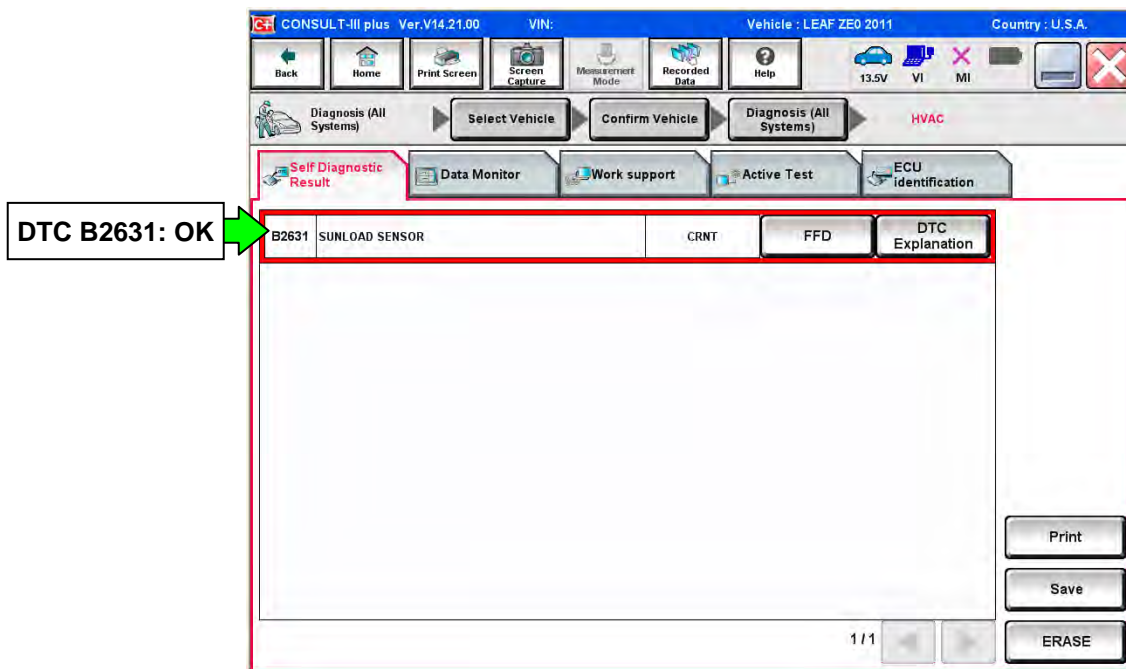 C+ CONSULT-III plus Ver.V14.21.00 VIN: Vehicle : LEAF ZE0 2011 Country : U.S.A.
Back
Home
Print Screen
Screen
Capture
Measurement
Mode
Recorded
Data
Help
13.5V
VI
MI
Diagnosis (All
Systems)
Select Vehicle
Confirm Vehicle
Diagnosis (All
Systems)
HVAC
Self Diagnostic
Result
Data Monitor
Work support
Active Test
ECU
identification
DTC B2631: OK
B2631 SUNLOAD SENSOR CRNT
FFD
DTC
Explanation
Print
Save
1/1
ERASE